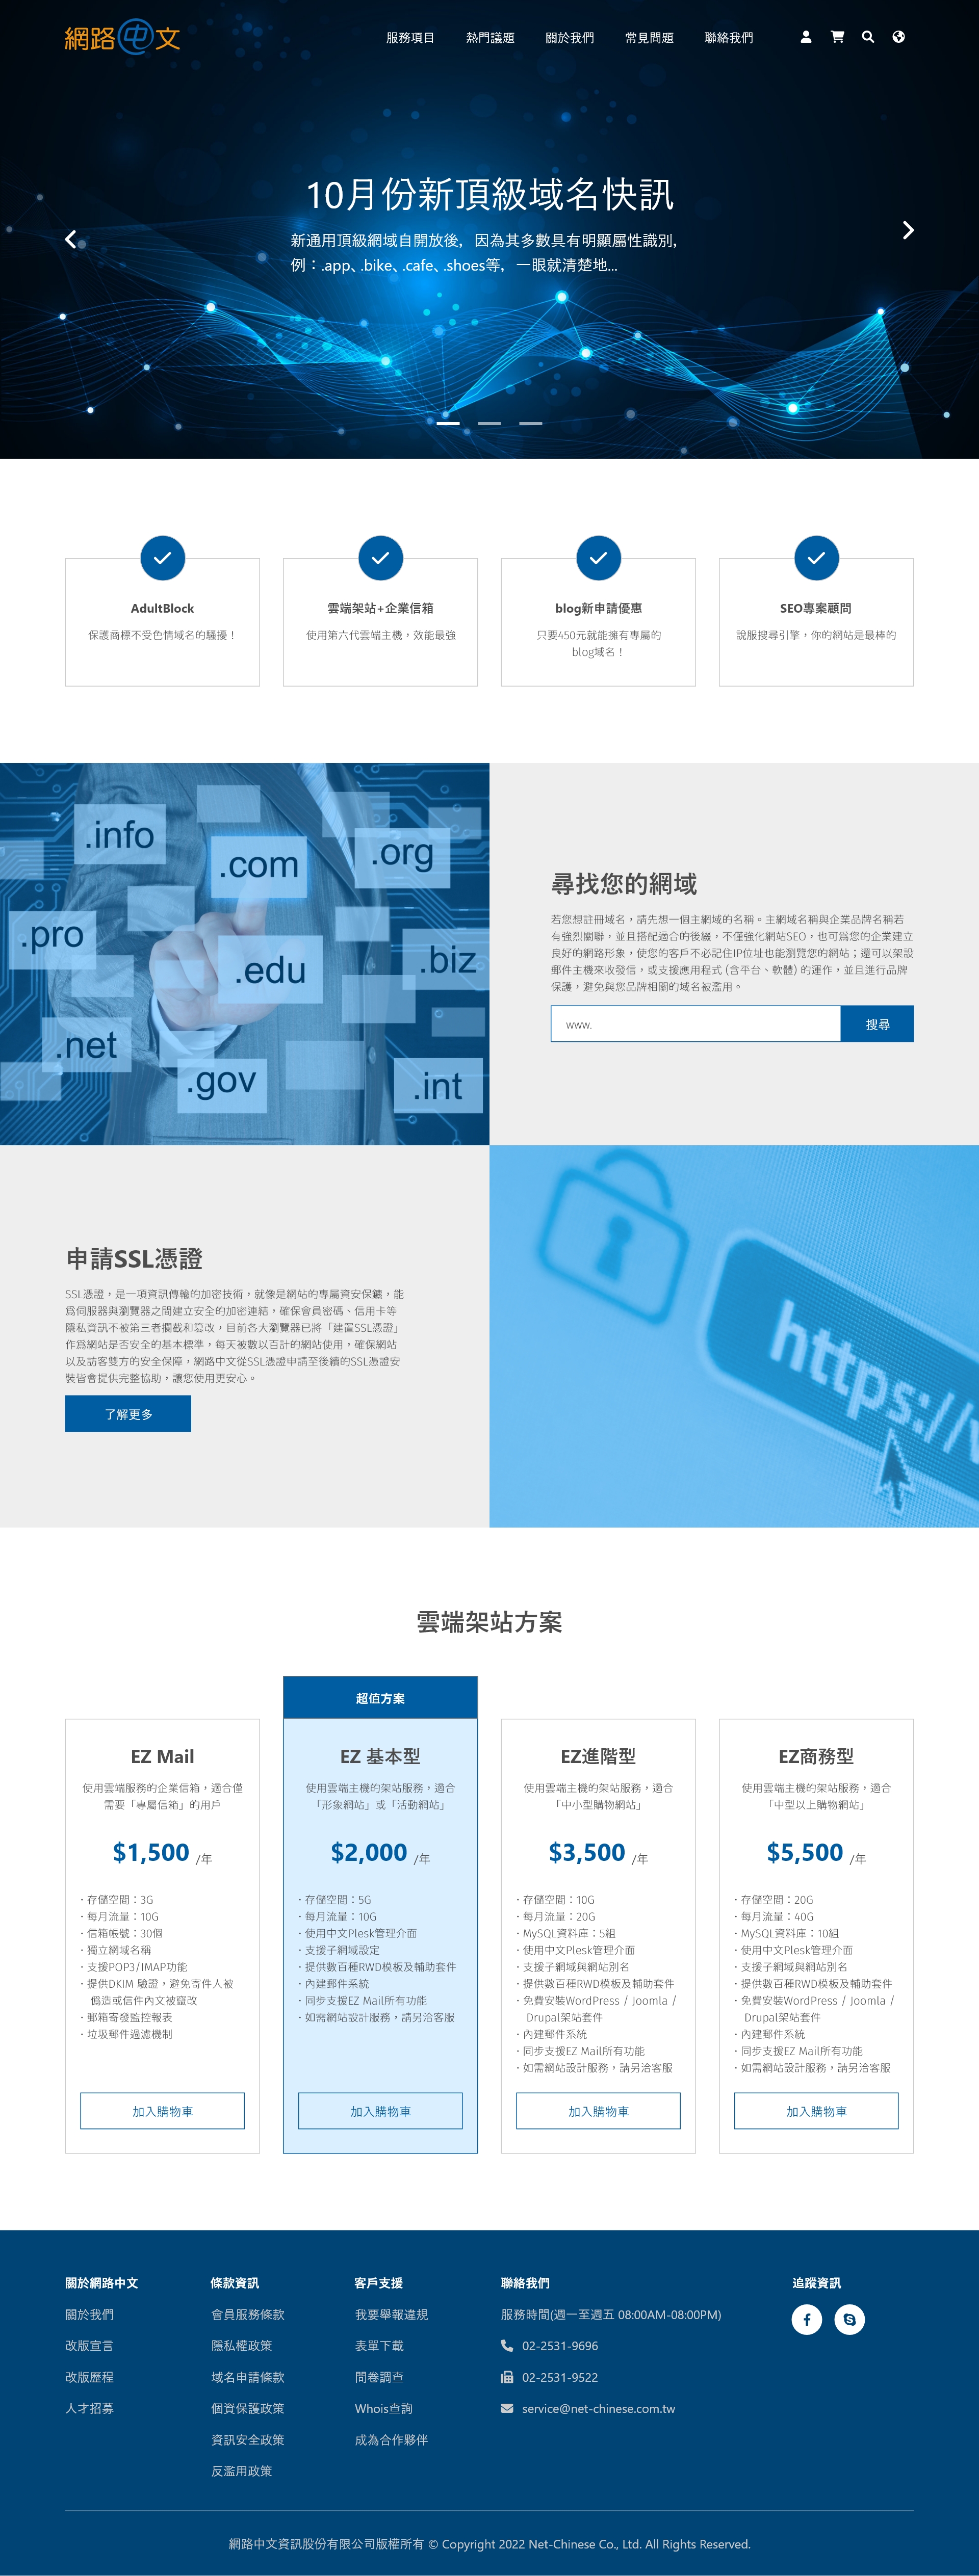 網路中文
服務項目
熱門議題
關於我們
常見問題
聯絡我們
10月份新頂級域名快訊
新通用頂級網域自開放後，因為其多數具有明顯屬性識別，
例：.app、.bike、.cafe、.shoes等，一眼就清楚地...
AdultBlock
保護商標不受色情域名的騷擾！
雲端架站+企業信箱
使用第六代雲端主機，效能最強
blog新申請優惠
只要450元就能擁有專屬的
blog域名！
SEO專案顧問
說服搜尋引擎，你的網站是最棒的
.info
.com
.org
.pro
.edu
.biz
.net
.gov
.int
尋找您的網域
若您想註冊域名，請先想一個主網域的名稱。主網域名稱與企業品牌名稱若
有強烈關聯，並且搭配適合的後綴，不僅強化網站SEO，也可為您的企業建立
良好的網路形象，使您的客戶不必記住IP位址也能瀏覽您的網站；還可以架設
郵件主機來收發信，或支援應用程式 (含平台、軟體) 的運作，並且進行品牌
保護，避免與您品牌相關的域名被濫用。
www.
搜尋
申請SSL憑證
SSL憑證，是一項資訊傳輸的加密技術，就像是網站的專屬資安保鑣，能
為伺服器與瀏覽器之間建立安全的加密連結，確保會員密碼、信用卡等
隱私資訊不被第三者攔截和篡改，目前各大瀏覽器已將「建置SSL憑證」
作為網站是否安全的基本標準，每天被數以百計的網站使用，確保網站
以及訪客雙方的安全保障，網路中文從SSL憑證申請至後續的SSL憑證安
裝皆會提供完整協助，讓您使用更安心。
了解更多
https://
雲端架站方案
EZ Mail
使用雲端服務的企業信箱，適合僅
需要「專屬信箱」的用戶
$1,500 /年
· 存儲空間：3G
· 每月流量：10G
· 信箱帳號：30個
· 獨立網域名稱
· 支援POP3/IMAP功能
· 提供DKIM 驗證，避免寄件人被
偽造或信件內文被竄改
· 郵箱寄發監控報表
· 垃圾郵件過濾機制
加入購物車
超值方案
EZ 基本型
使用雲端主機的架站服務，適合
「形象網站」或「活動網站」
$2,000 /年
· 存儲空間：5G
· 每月流量：10G
· 使用中文Plesk管理介面
· 支援子網域設定
· 提供數百種RWD模板及輔助套件
· 內建郵件系統
· 同步支援EZ Mail所有功能
· 如需網站設計服務，請另洽客服
加入購物車
EZ進階型
使用雲端主機的架站服務，適合
「中小型購物網站」
$3,500 /年
· 存儲空間：10G
· 每月流量：20G
· MySQL資料庫：5組
· 使用中文Plesk管理介面
· 支援子網域與網站別名
· 提供數百種RWD模板及輔助套件
· 免費安裝WordPress / Joomla /
Drupal架站套件
· 內建郵件系統
· 同步支援EZ Mail所有功能
· 如需網站設計服務，請另洽客服
加入購物車
EZ商務型
使用雲端主機的架站服務，適合
「中型以上購物網站」
$5,500 /年
· 存儲空間：20G
· 每月流量：40G
· MySQL資料庫：10組
· 使用中文Plesk管理介面
· 支援子網域與網站別名
· 提供數百種RWD模板及輔助套件
· 免費安裝WordPress / Joomla /
Drupal架站套件
· 內建郵件系統
· 同步支援EZ Mail所有功能
· 如需網站設計服務，請另洽客服
加入購物車
關於網路中文
關於我們
改版宣言
改版歷程
人才招募
條款資訊
會員服務條款
隱私權政策
域名申請條款
個資保護政策
資訊安全政策
反濫用政策
客戶支援
我要舉報違規
表單下載
問卷調查
Whois查詢
成為合作夥伴
聯絡我們
服務時間(週一至週五 08:00AM-08:00PM)
02-2531-9696
02-2531-9522
service@net-chinese.com.tw
追蹤資訊
網路中文資訊股份有限公司版權所有 © Copyright 2022 Net-Chinese Co., Ltd. All Rights Reserved.